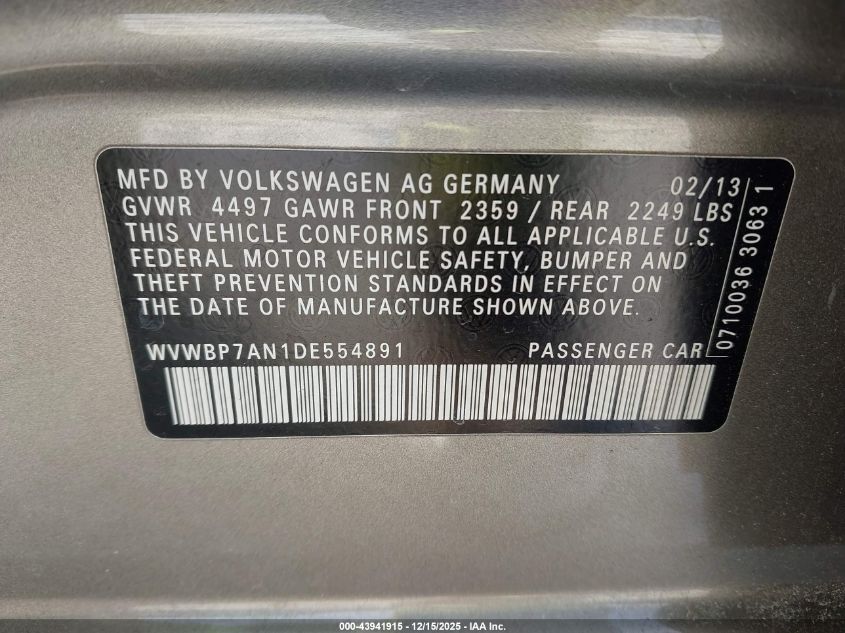 MFD BY VOLKSWAGEN AG GERMANY 02/13
GVWR 4497 GAWR FRONT 2359 / REAR 2249 LBS
THIS VEHICLE CONFORMS TO ALL APPLICABLE U.S.
FEDERAL MOTOR VEHICLE SAFETY, BUMPER AND
THEFT PREVENTION STANDARDS IN EFFECT ON
THE DATE OF MANUFACTURE SHOWN ABOVE.
WVWBP7AN1DE554891 PASSENGER CAR
0710036 30631
000-43941915 - 12/15/2025 - IAA Inc.